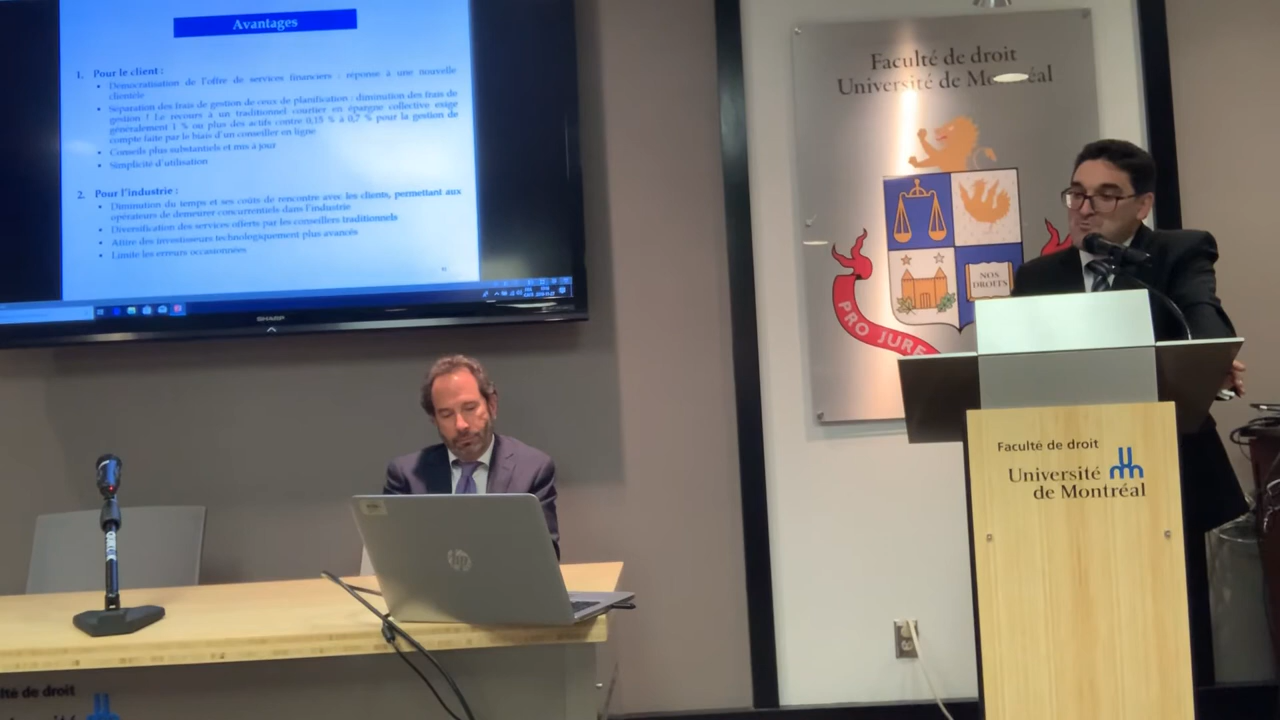 Avantages
1. Pour le client :
• Démocratisation de l'offre de services financiers : réponse à une nouvelle
clientèle
• Séparation des frais de gestion de ceux de planification : diminution des frais de
gestion ! Le recours à un traditionnel courtier en épargne collective exige
généralement 1 % ou plus des actifs contre 0,15 % à 0,7 % pour la gestion de
compte faite par le biais d'un conseiller en ligne
• Conseils plus substantiels et mis à jour
• Simplicité d'utilisation
2. Pour l'industrie :
• Diminution du temps et ses coûts de rencontre avec les clients, permettant aux
opérateurs de demeurer concurrentiels dans l'industrie
• Diversification des services offerts par les conseillers traditionnels
• Attire des investisseurs technologiquement plus avancés
• Limite les erreurs occasionnées
SHARP
Faculté de droit
Université de Montréal
NOS
DROITS
PRO JURE
hp
Faculté de droit
Université
de Montréal
lté de droit